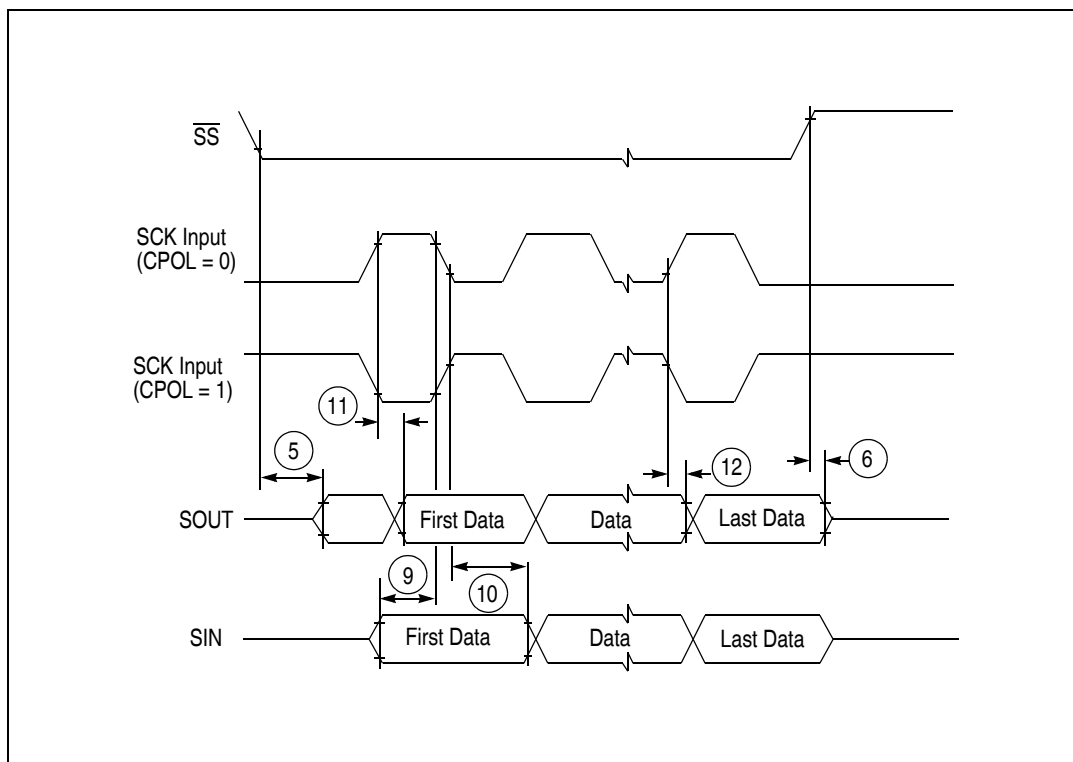 SS
SCK Input
(CPOL = 0)
SCK Input
(CPOL = 1)
11
5
12
6
SOUT
First Data
Data
Last Data
9
10
SIN
First Data
Data
Last Data